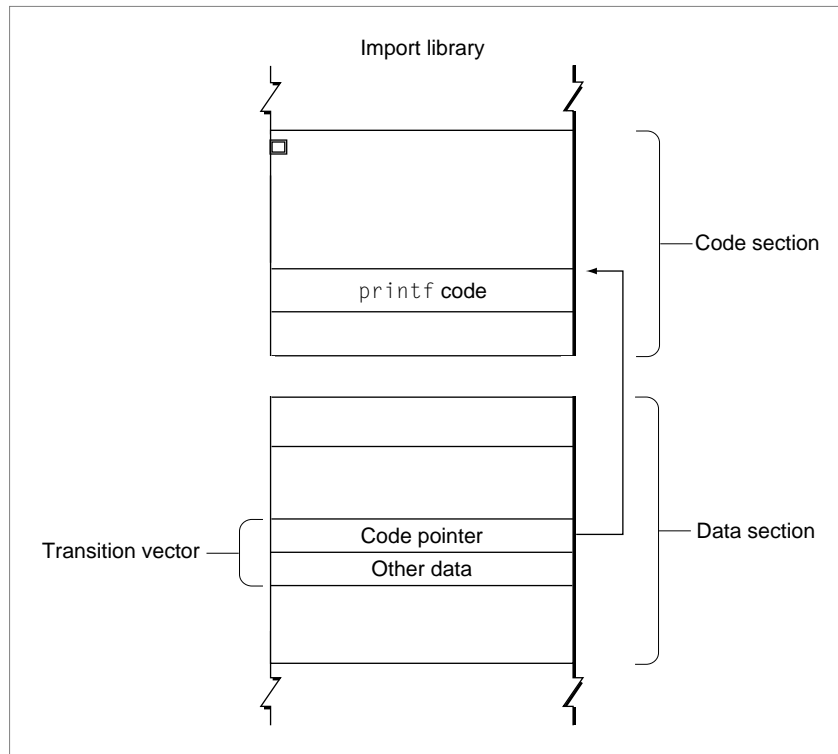 Import library
Code section
printf code
Transition vector
Code pointer
Other data
Data section